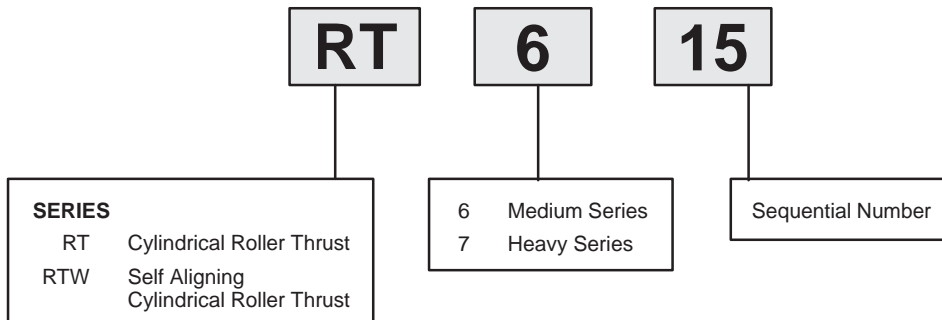 RT 6 15
SERIES
RT Cylindrical Roller Thrust
RTW Self Aligning
Cylindrical Roller Thrust
6 Medium Series
7 Heavy Series
Sequential Number